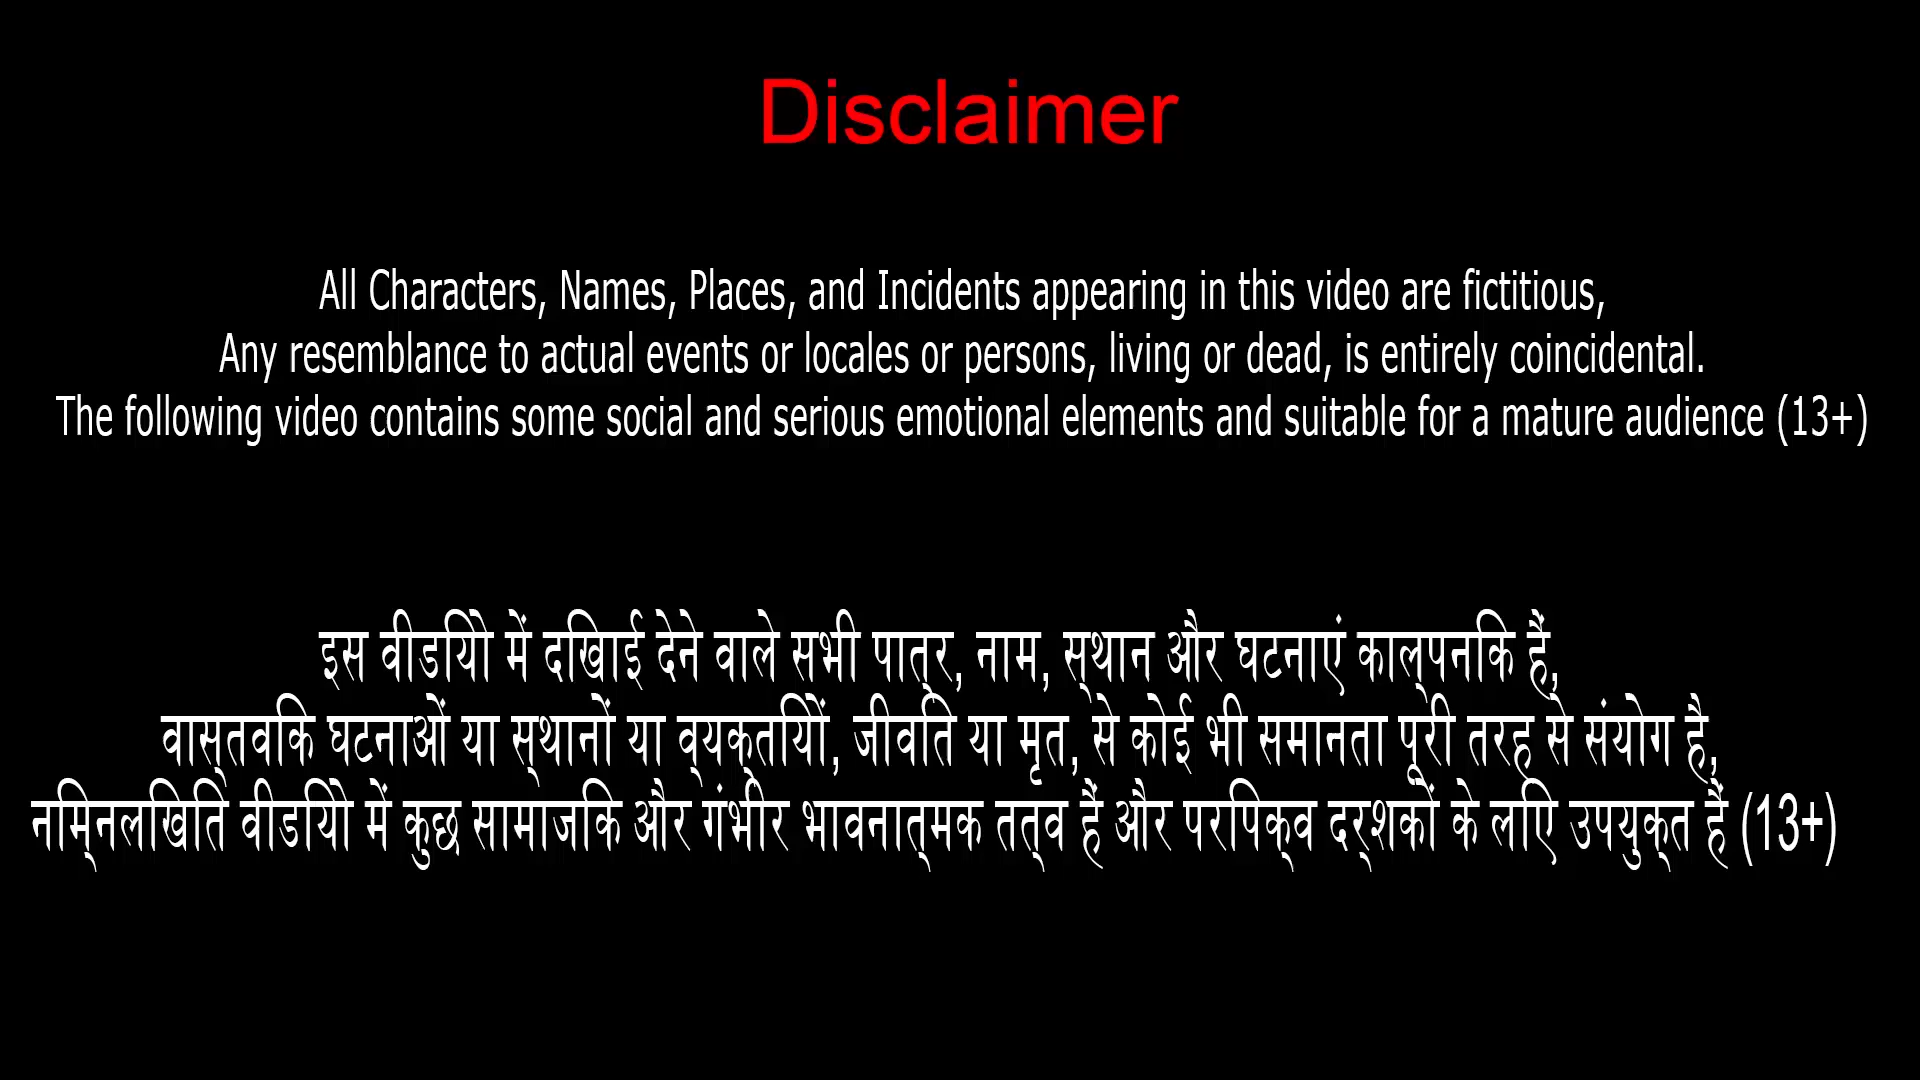 Disclaimer
All Characters, Names, Places, and Incidents appearing in this video are fictitious,
Any resemblance to actual events or locales or persons, living or dead, is entirely coincidental.
The following video contains some social and serious emotional elements and suitable for a mature audience (13+)
इस वीडियो में दिखाई देने वाले सभी पात्र, नाम, स्थान और घटनाएं काल्पनिक हैं,
वास्तविक घटनाओं या स्थानों या व्यक्तियों, जीवित या मृत, से कोई भी समानता पूरी तरह से संयोग है,
निम्नलिखित वीडियो में कुछ सामाजिक और गंभीर भावनात्मक तत्व हैं और परिपक्व दर्शकों के लिए उपयुक्त हैं (13+)